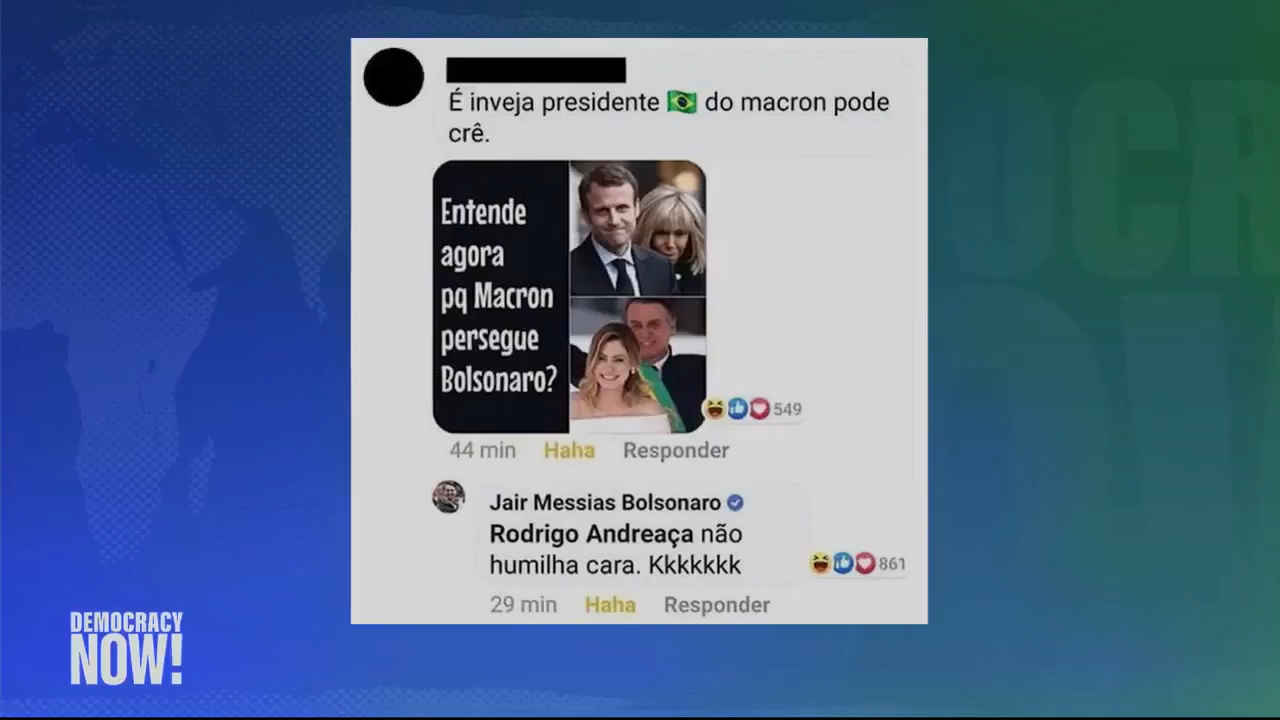 É inveja presidente 🇧🇷 do macron pode
crê.
Entende
agora
pq Macron
persegue
Bolsonaro?
549
44 min Haha Responder
Jair Messias Bolsonaro
Rodrigo Andreaça não
humilha cara. Kkkkkkk
861
29 min Haha Responder
DEMOCRACY
NOW!